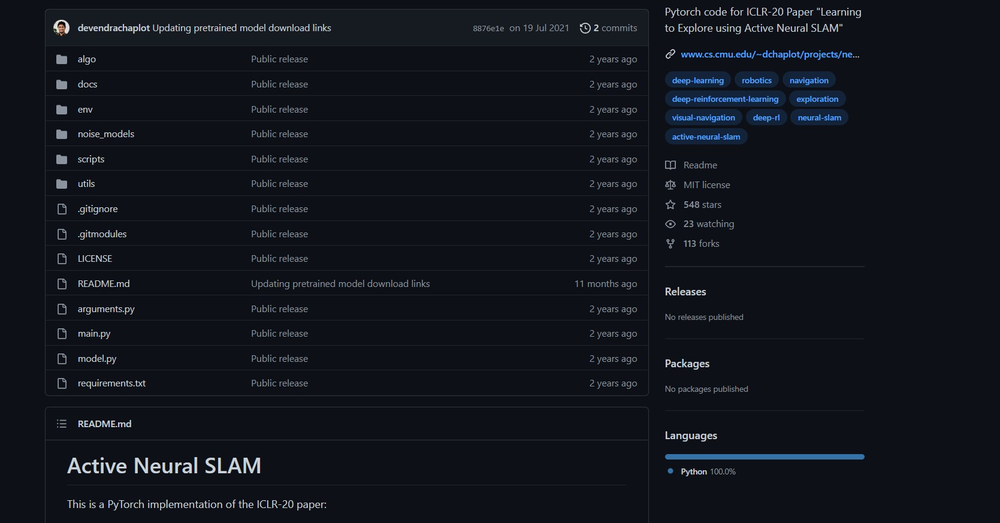 devendrachaplot Updating pretrained model download links 8876e1e on 19 Jul 2021 2 commits
algo Public release 2 years ago
docs Public release 2 years ago
env Public release 2 years ago
noise_models Public release 2 years ago
scripts Public release 2 years ago
utils Public release 2 years ago
.gitignore Public release 2 years ago
.gitmodules Public release 2 years ago
LICENSE Public release 2 years ago
README.md Updating pretrained model download links 11 months ago
arguments.py Public release 2 years ago
main.py Public release 2 years ago
model.py Public release 2 years ago
requirements.txt Public release 2 years ago
README.md
Active Neural SLAM
This is a PyTorch implementation of the ICLR-20 paper:
Pytorch code for ICLR-20 Paper "Learning
to Explore using Active Neural SLAM"
www.cs.cmu.edu/~dchaplot/projects/ne...
deep-learning robotics navigation
deep-reinforcement-learning exploration
visual-navigation deep-rl neural-slam
active-neural-slam
Readme
MIT license
548 stars
23 watching
113 forks
Releases
No releases published
Packages
No packages published
Languages
Python 100.0%